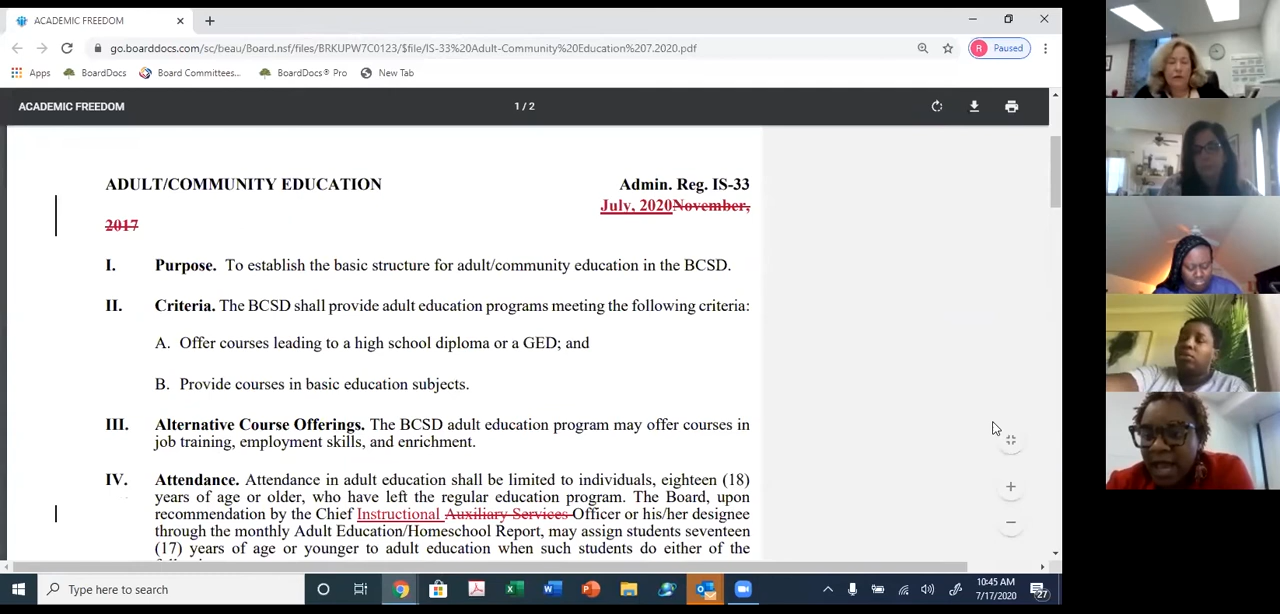 ACADEMIC FREEDOM
go.boarddocs.com/sc/beau/Board.nsf/files/BRKUPW7C0123/$file/IS-33%20Adult-Community%20Education%207.2020.pdf
R Paused
Apps BoardDocs Board Committees... BoardDocs® Pro New Tab
ACADEMIC FREEDOM 1 / 2
ADULT/COMMUNITY EDUCATION Admin. Reg. IS-33
July, 2020November,
2017
I. Purpose. To establish the basic structure for adult/community education in the BCSD.
II. Criteria. The BCSD shall provide adult education programs meeting the following criteria:
A. Offer courses leading to a high school diploma or a GED; and
B. Provide courses in basic education subjects.
III. Alternative Course Offerings. The BCSD adult education program may offer courses in
job training, employment skills, and enrichment.
IV. Attendance. Attendance in adult education shall be limited to individuals, eighteen (18)
years of age or older, who have left the regular education program. The Board, upon
recommendation by the Chief Instructional Auxiliary Services Officer or his/her designee
through the monthly Adult Education/Homeschool Report, may assign students seventeen
(17) years of age or younger to adult education when such students do either of the
Type here to search
10:45 AM
7/17/2020
27